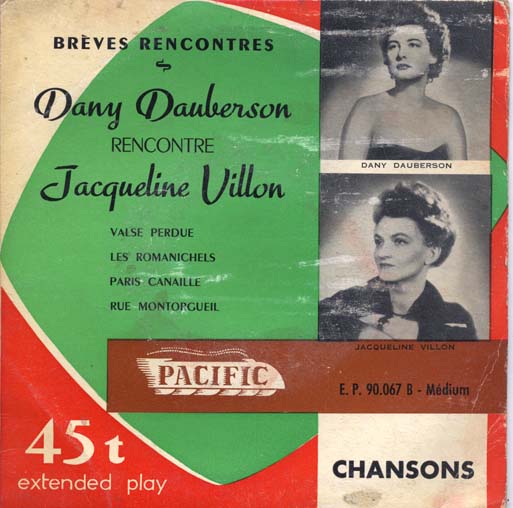 BRÈVES RENCONTRES
Dany Dauberson
RENCONTRE
Jacqueline Villon
VALSE PERDUE
LES ROMANICHELS
PARIS CANAILLE
RUE MONTORGUEIL
DANY DAUBERSON
JACQUELINE VILLON
PACIFIC
E. P. 90.067 B - Médium
45 t
extended play
CHANSONS